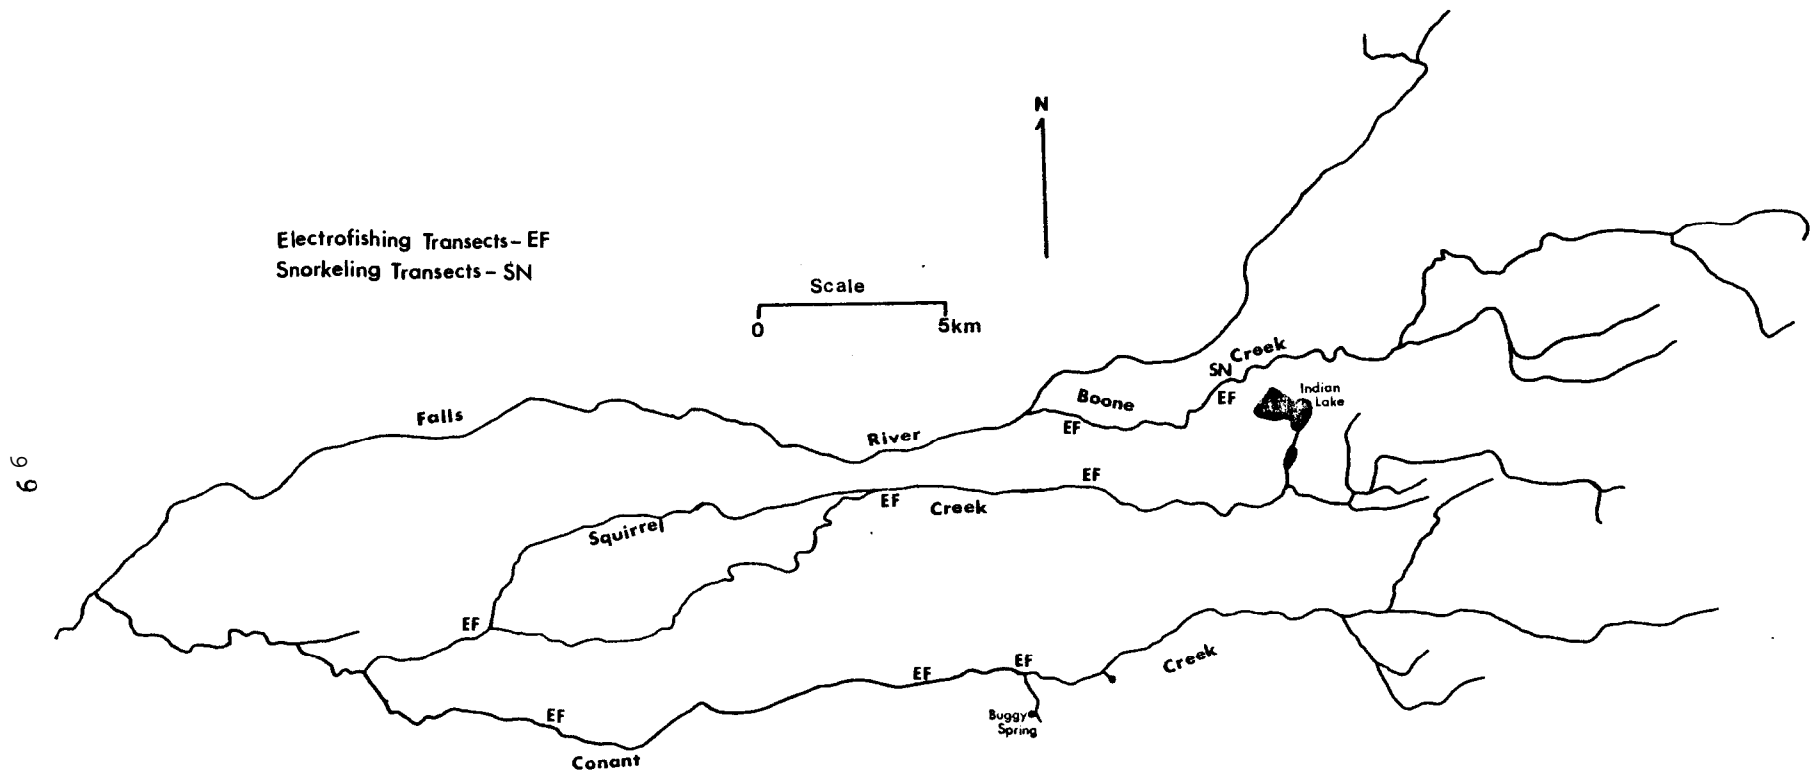 N
Electrofishing Transects - EF
Snorkeling Transects - SN
Scale
0 5km
SN Creek
EF
Indian
Lake
Boone
EF
Falls
River
66
EF
EF
Creek
Squirrel
EF
EF
EF
Creek
Buggy
Spring
EF
Conant